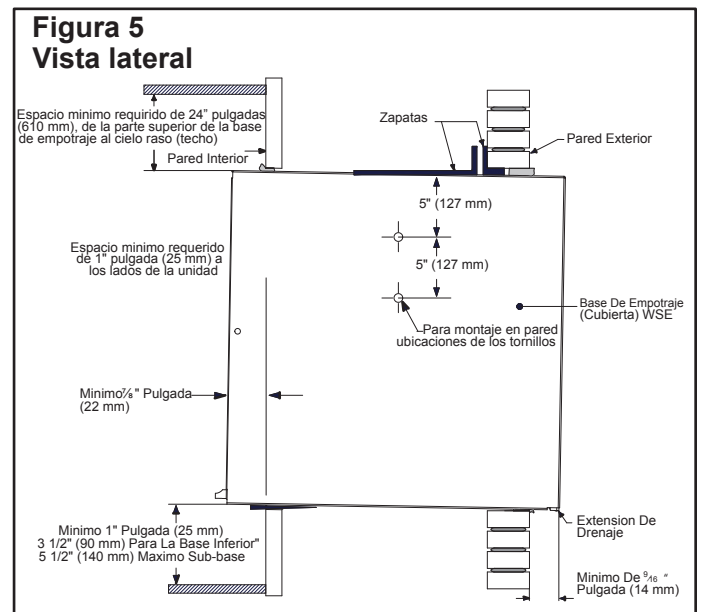 Figura 5
Vista lateral
Espacio minimo requirido de 24" pulgadas
(610 mm), de la parte superior de la base
de empotraje al cielo raso (techo)
Pared Interior
Zapatas
Pared Exterior
5" (127 mm)
Espacio minimo requerido
de 1" pulgada (25 mm) a
los lados de la unidad
5" (127 mm)
Base De Empotraje
(Cubierta) WSE
Para montaje en pared
ubicaciones de los tornillos
Minimo⅞" Pulgada
(22 mm)
Minimo 1" Pulgada (25 mm)
3 1/2" (90 mm) Para La Base Inferior"
5 1/2" (140 mm) Maximo Sub-base
Extension De
Drenaje
Minimo De 9/16 "
Pulgada (14 mm)